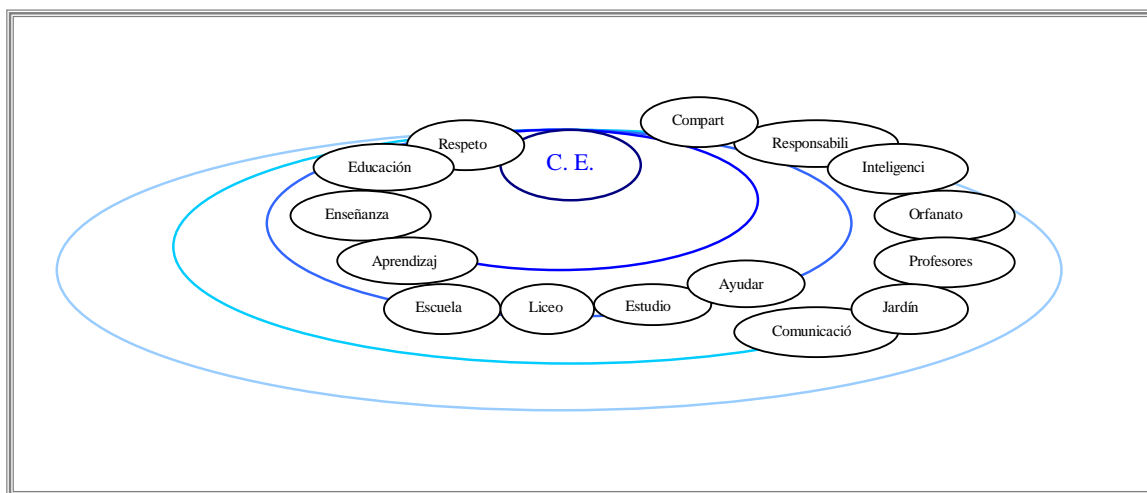 Compart
Respeto
Responsabili
C. E.
Educación
Inteligenci
Enseñanza
Orfanato
Aprendizaj
Profesores
Ayudar
Escuela
Liceo
Estudio
Jardín
Comunicació